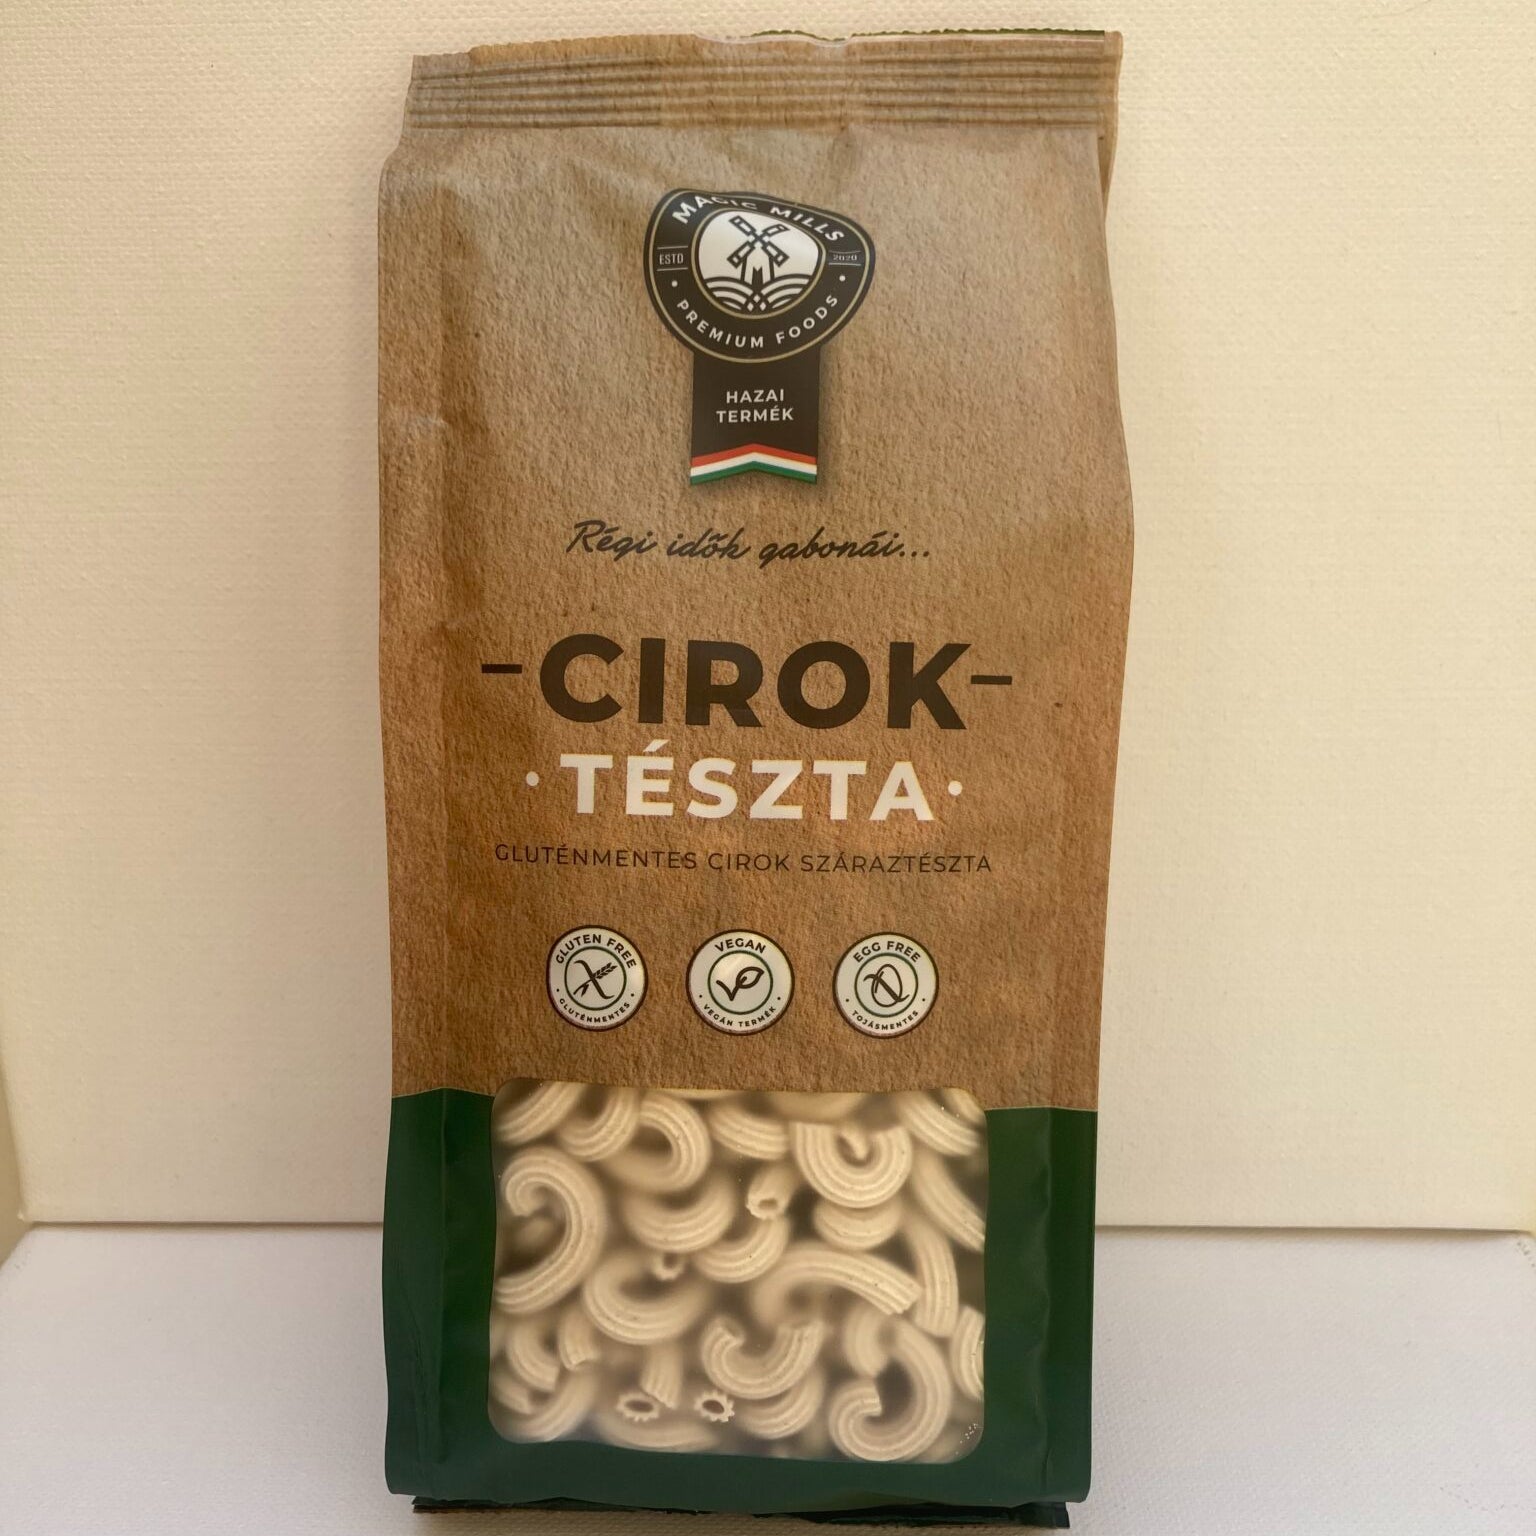 MAGIC MILLS
ESTD 2020
• PREMIUM FOODS •
HAZAI
TERMÉK
Régi idők gabonái...
-CIROK-
• TÉSZTA •
GLUTÉNMENTES CIROK SZÁRAZTÉSZTA
GLUTEN FREE
• GLUTÉNMENTES •
VEGAN
• VEGÁN TERMÉK •
EGG FREE
• TOJÁSMENTES •